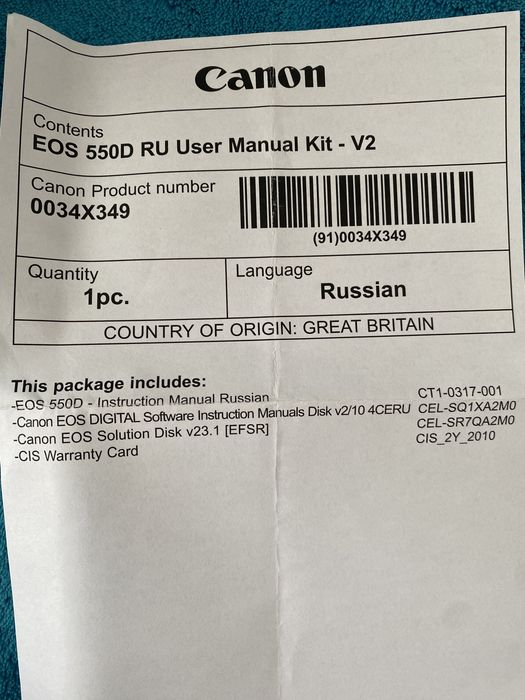 Canon
Contents
EOS 550D RU User Manual Kit - V2
Canon Product number
0034X349
(91)0034X349
Quantity
1pc.
Language
Russian
COUNTRY OF ORIGIN: GREAT BRITAIN
This package includes:
-EOS 550D - Instruction Manual Russian CT1-0317-001
-Canon EOS DIGITAL Software Instruction Manuals Disk v2/10 4CERU CEL-SQ1XA2M0
-Canon EOS Solution Disk v23.1 [EFSR] CEL-SR7QA2M0
-CIS Warranty Card CIS_2Y_2010